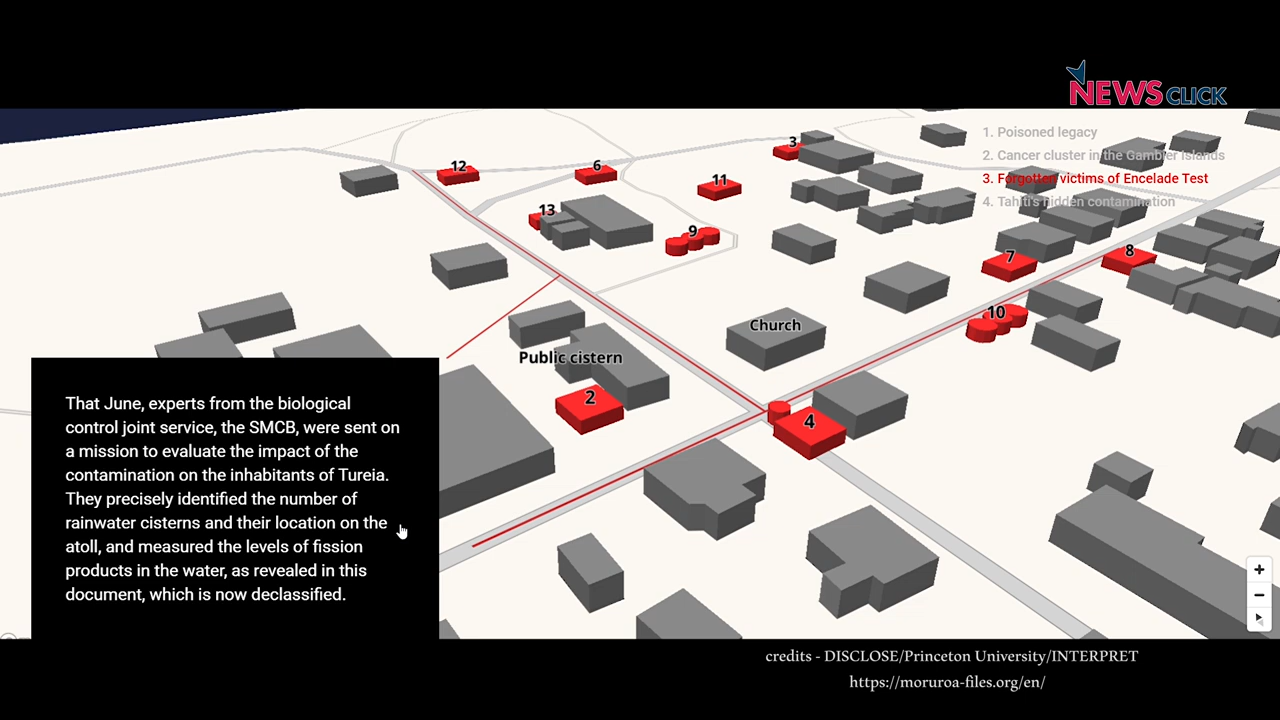 NEWSCLICK
1. Poisoned legacy
2. Cancer cluster in the Gambier Islands
3. Forgotten victims of Encelade Test
4. Tahiti's hidden contamination
3
12
6
11
13
9
7
8
10
Church
Public cistern
2
4
That June, experts from the biological
control joint service, the SMCB, were sent on
a mission to evaluate the impact of the
contamination on the inhabitants of Tureia.
They precisely identified the number of
rainwater cisterns and their location on the
atoll, and measured the levels of fission
products in the water, as revealed in this
document, which is now declassified.
credits - DISCLOSE/Princeton University/INTERPRET
https://moruroa-files.org/en/